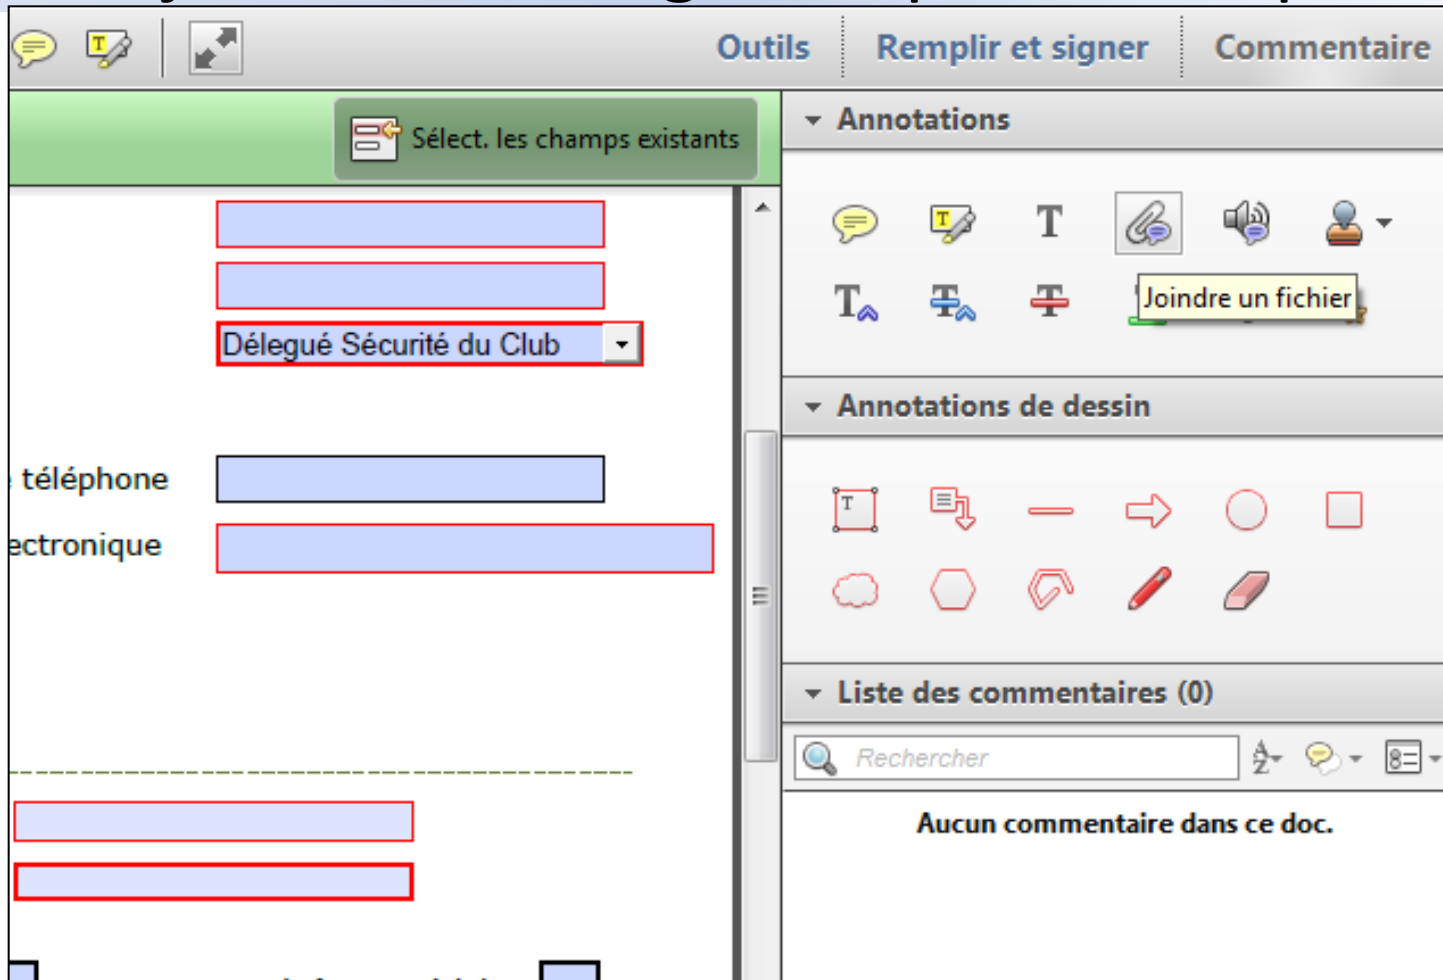 Outils Remplir et signer Commentaire
Sélect. les champs existants
Annotations
T T
Joindre un fichier
T T T
Délegué Sécurité du Club
Annotations de dessin
téléphone
ectronique
T
Liste des commentaires (0)
Rechercher
A
Z
Aucun commentaire dans ce doc.